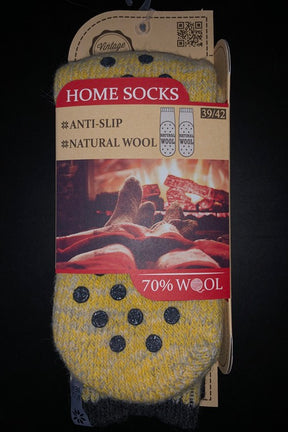 Vintage
HOME SOCKS
39/42
#ANTI-SLIP
#NATURAL WOOL
NATURAL
WOOL
NATURAL
WOOL
70% WOOL